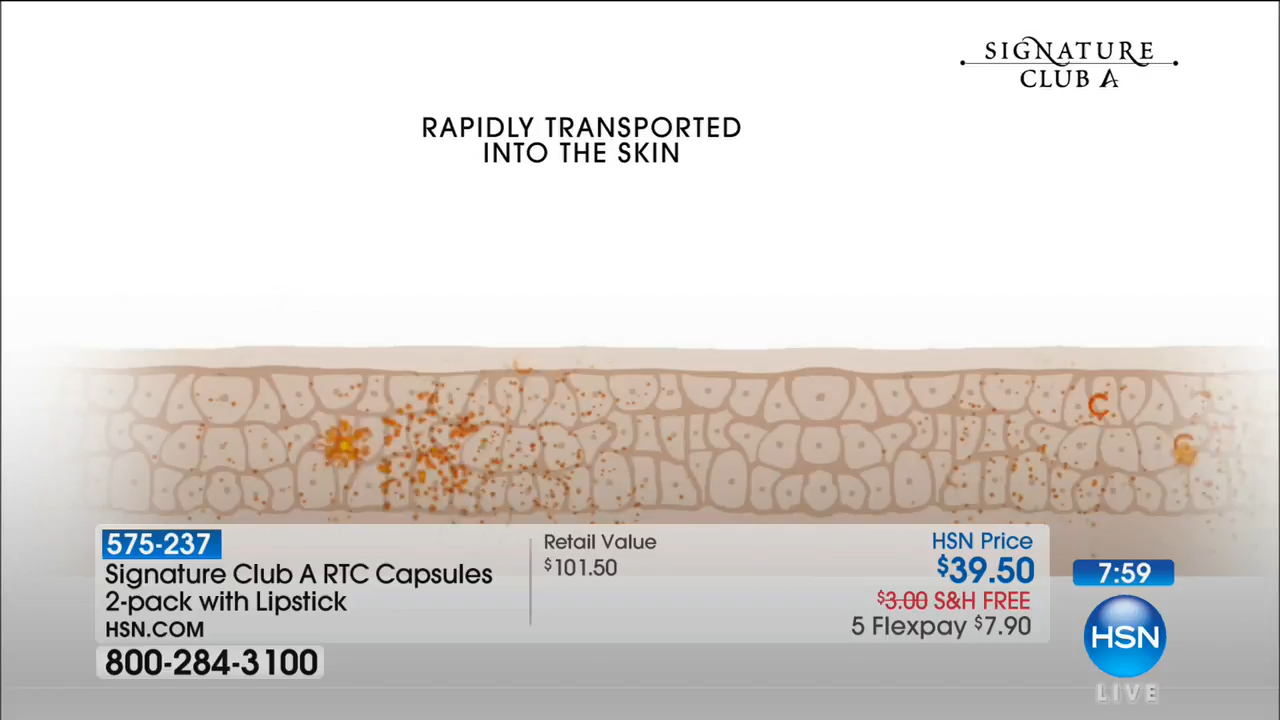 SIGNATURE
CLUB A
RAPIDLY TRANSPORTED
INTO THE SKIN
C
C
575-237
Signature Club A RTC Capsules
2-pack with Lipstick
HSN.COM
800-284-3100
Retail Value
$101.50
HSN Price
$39.50
$3.00 S&H FREE
5 Flexpay $7.90
7:59
HSN
LIVE